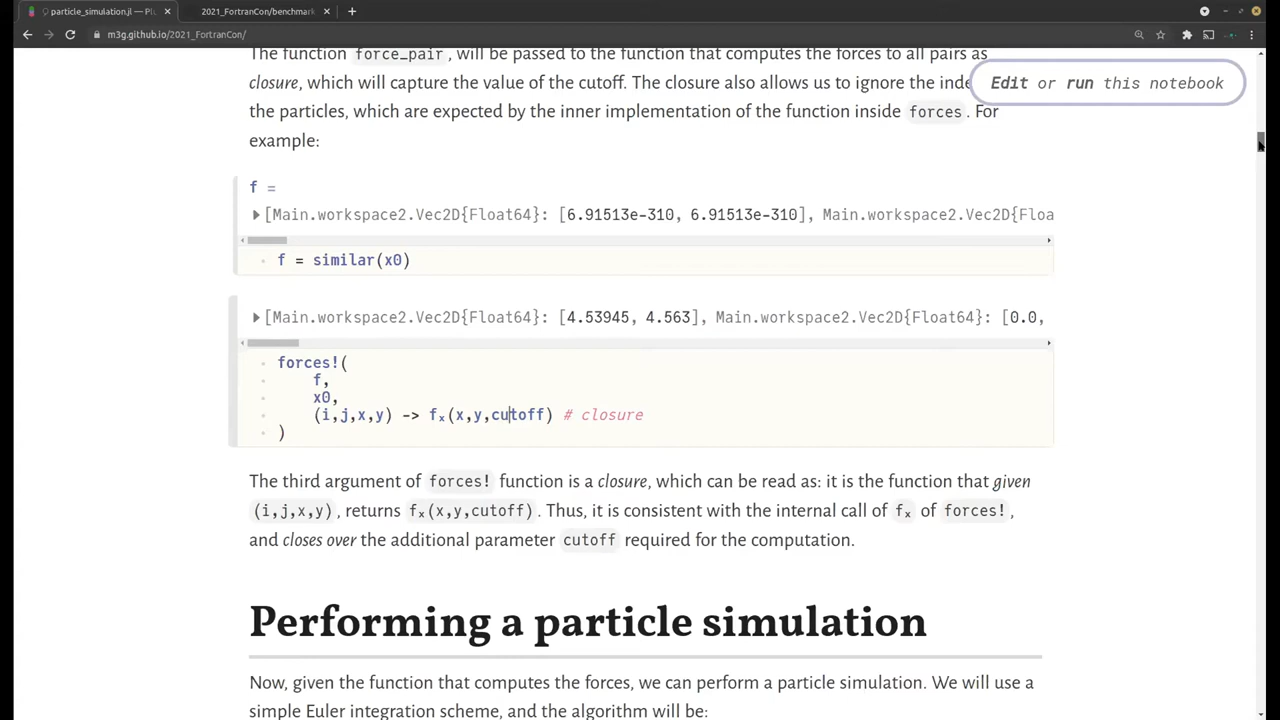 particle_simulation.jl — Pl
2021_FortranCon/benchmark
m3g.github.io/2021_FortranCon/
The function force_pair, will be passed to the function that computes the forces to all pairs as
closure, which will capture the value of the cutoff. The closure also allows us to ignore the inde
Edit or run this notebook
the particles, which are expected by the inner implementation of the function inside forces. For
example:
f =
[Main.workspace2.Vec2D{Float64}: [6.91513e-310, 6.91513e-310], Main.workspace2.Vec2D{Floa
f = similar(x0)
[Main.workspace2.Vec2D{Float64}: [4.53945, 4.563], Main.workspace2.Vec2D{Float64}: [0.0,
forces!(
f,
x0,
(i,j,x,y) -> fₓ(x,y,cutoff) # closure
)
The third argument of forces! function is a closure, which can be read as: it is the function that given
(i,j,x,y), returns fₓ(x,y,cutoff). Thus, it is consistent with the internal call of fₓ of forces!,
and closes over the additional parameter cutoff required for the computation.
Performing a particle simulation
Now, given the function that computes the forces, we can perform a particle simulation. We will use a
simple Euler integration scheme, and the algorithm will be: